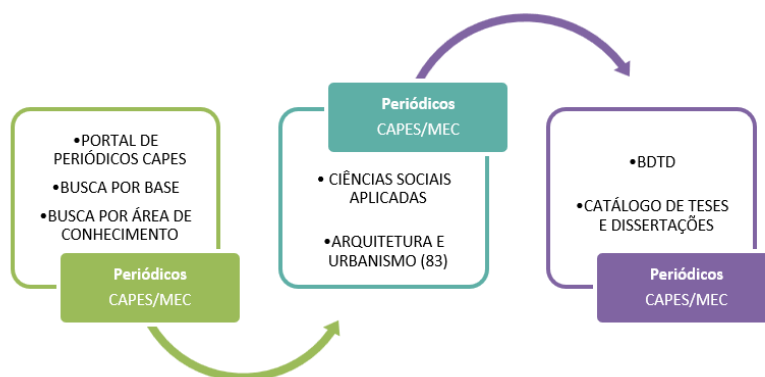 •PORTAL DE
PERIÓDICOS CAPES
•BUSCA POR BASE
•BUSCA POR ÁREA DE
CONHECIMENTO
Periódicos
CAPES/MEC
Periódicos
CAPES/MEC
• CIÊNCIAS SOCIAIS
APLICADAS
•ARQUITETURA E
URBANISMO (83)
•BDTD
•CATÁLOGO DE TESES
E DISSERTAÇÕES
Periódicos
CAPES/MEC